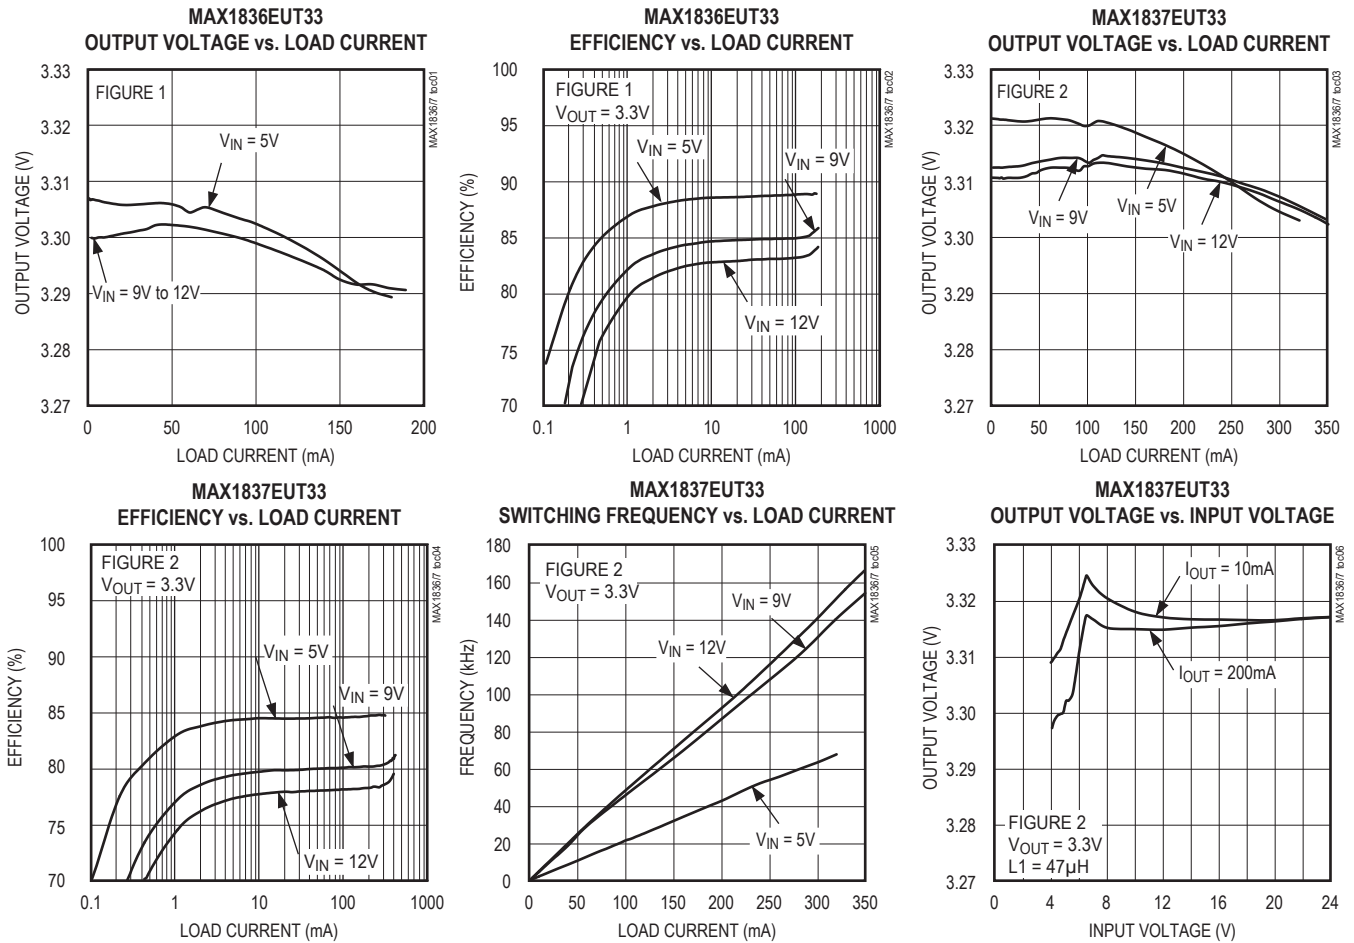 MAX1836EUT33
OUTPUT VOLTAGE vs. LOAD CURRENT
3.33
3.32
3.31
3.30
3.29
3.28
3.27
OUTPUT VOLTAGE (V)
FIGURE 1
VIN = 5V
VIN = 9V to 12V
MAX1836/7 toc01
0
50
100
150
200
LOAD CURRENT (mA)
MAX1836EUT33
EFFICIENCY vs. LOAD CURRENT
100
95
90
85
80
75
70
EFFICIENCY (%)
FIGURE 1
VOUT = 3.3V
VIN = 5V
VIN = 9V
VIN = 12V
MAX1836/7 toc02
0.1
1
10
100
1000
LOAD CURRENT (mA)
MAX1837EUT33
OUTPUT VOLTAGE vs. LOAD CURRENT
3.33
3.32
3.31
3.30
3.29
3.28
3.27
OUTPUT VOLTAGE (V)
FIGURE 2
VIN = 9V
VIN = 5V
VIN = 12V
MAX1836/7 toc03
0
50
100
150
200
250
300
350
LOAD CURRENT (mA)
MAX1837EUT33
EFFICIENCY vs. LOAD CURRENT
100
95
90
85
80
75
70
EFFICIENCY (%)
FIGURE 2
VOUT = 3.3V
VIN = 5V
VIN = 9V
VIN = 12V
MAX1836/7 toc04
0.1
1
10
100
1000
LOAD CURRENT (mA)
MAX1837EUT33
SWITCHING FREQUENCY vs. LOAD CURRENT
180
160
140
120
100
80
60
40
20
0
FREQUENCY (kHz)
FIGURE 2
VOUT = 3.3V
VIN = 9V
VIN = 12V
VIN = 5V
MAX1836/7 toc05
0
50
100
150
200
250
300
350
LOAD CURRENT (mA)
MAX1837EUT33
OUTPUT VOLTAGE vs. INPUT VOLTAGE
3.33
3.32
3.31
3.30
3.29
3.28
3.27
OUTPUT VOLTAGE (V)
IOUT = 10mA
IOUT = 200mA
FIGURE 2
VOUT = 3.3V
L1 = 47µH
MAX1836/7 toc06
0
4
8
12
16
20
24
INPUT VOLTAGE (V)